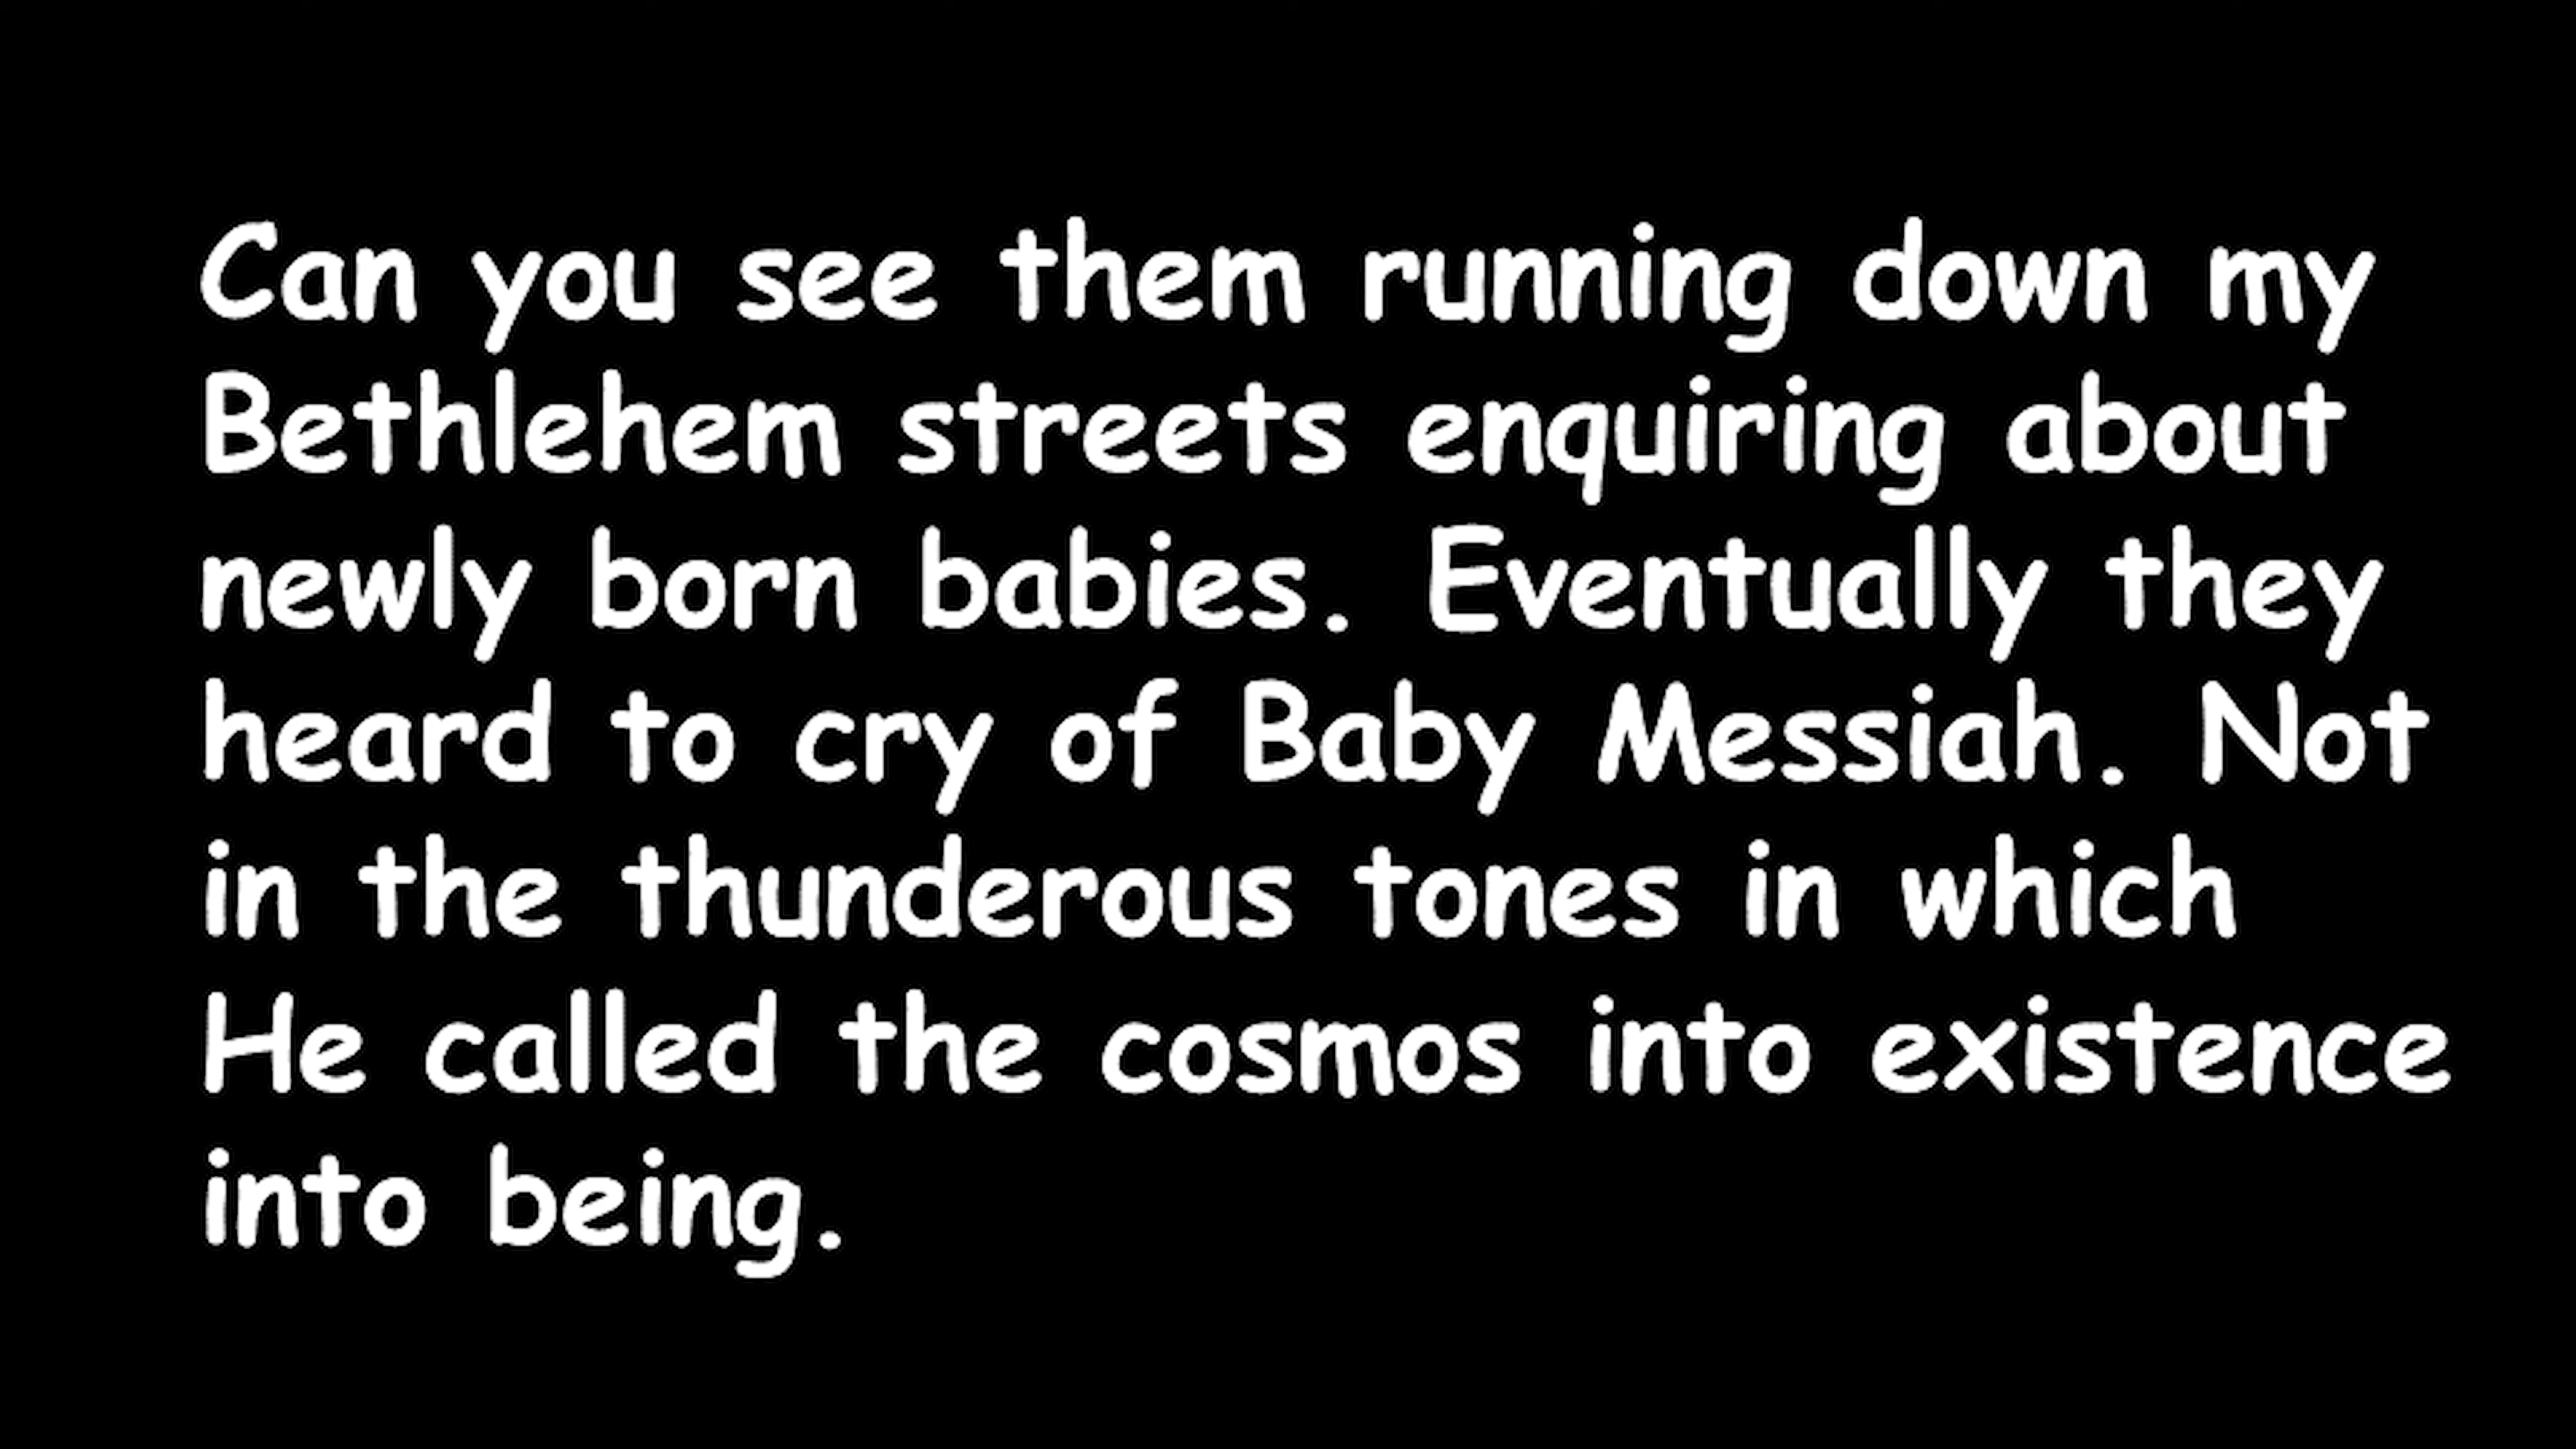 Can you see them running down my
Bethlehem streets enquiring about
newly born babies. Eventually they
heard to cry of Baby Messiah. Not
in the thunderous tones in which
He called the cosmos into existence
into being.